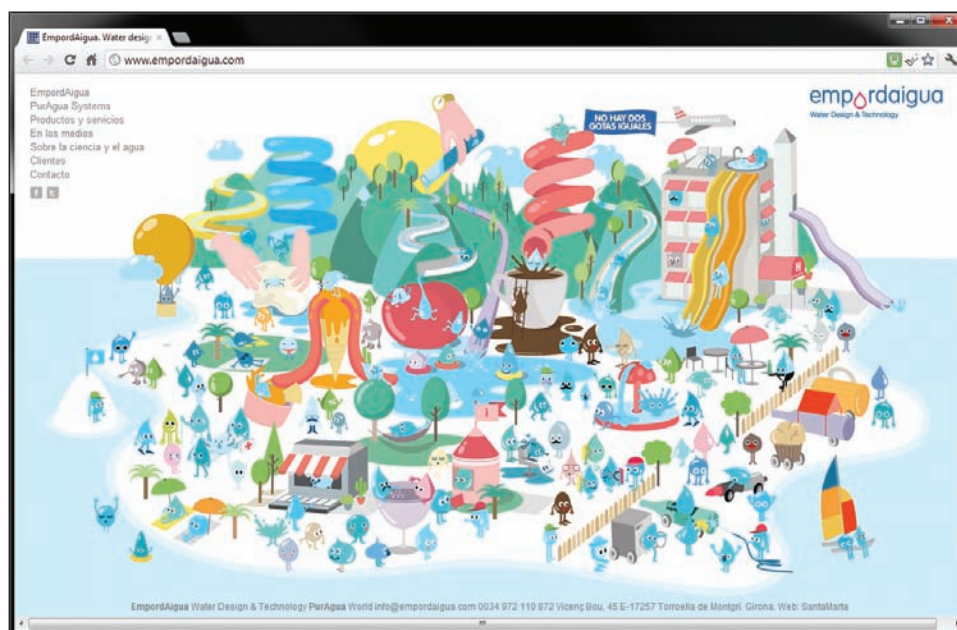 EmpordAigua. Water desig
www.empordaigua.com
EmpordAigua
PurAgua Systems
Productos y servicios
En los medios
Sobre la ciencia y el agua
Clientes
Contacto
empordaigua
Water Design & Technology
NO HAY DOS
GOTAS IGUALES
EmpordAigua Water Design & Technology PurAgua World info@empordaigua.com 0034 972 110 972 Vicenç Bou, 45 E-17257 Torroella de Montgrí. Girona. Web: SantaMarta